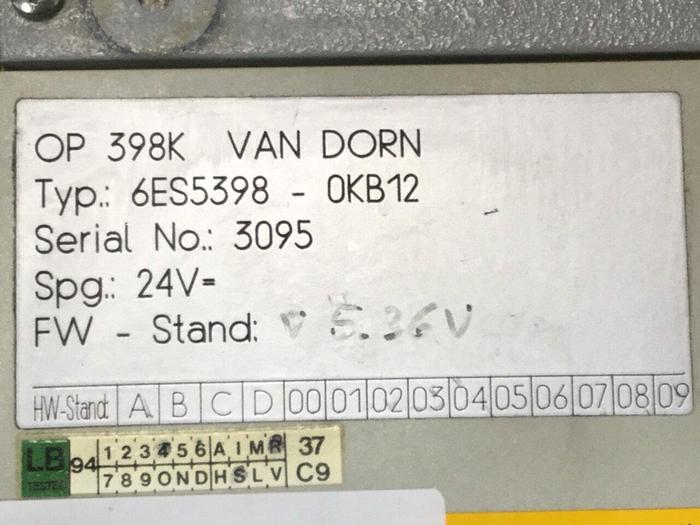 OP 398K VAN DORN
Typ.: 6ES5398 - 0KB12
Serial No.: 3095
Spg.: 24V=
FW - Stand: V 5.36V
HW-Stand: A B C D 00 01 02 03 04 05 06 07 08 09
LB 94 1 2 3 4 5 6 A I M R 37
TESTED 7 8 9 O N D H S L V C9